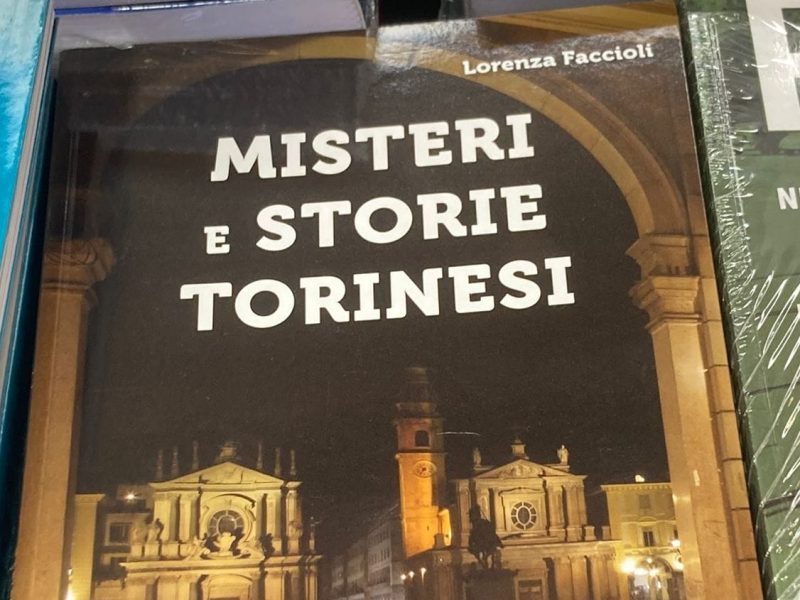 Lorenza Faccioli
MISTERI
E STORIE
TORINESI
N